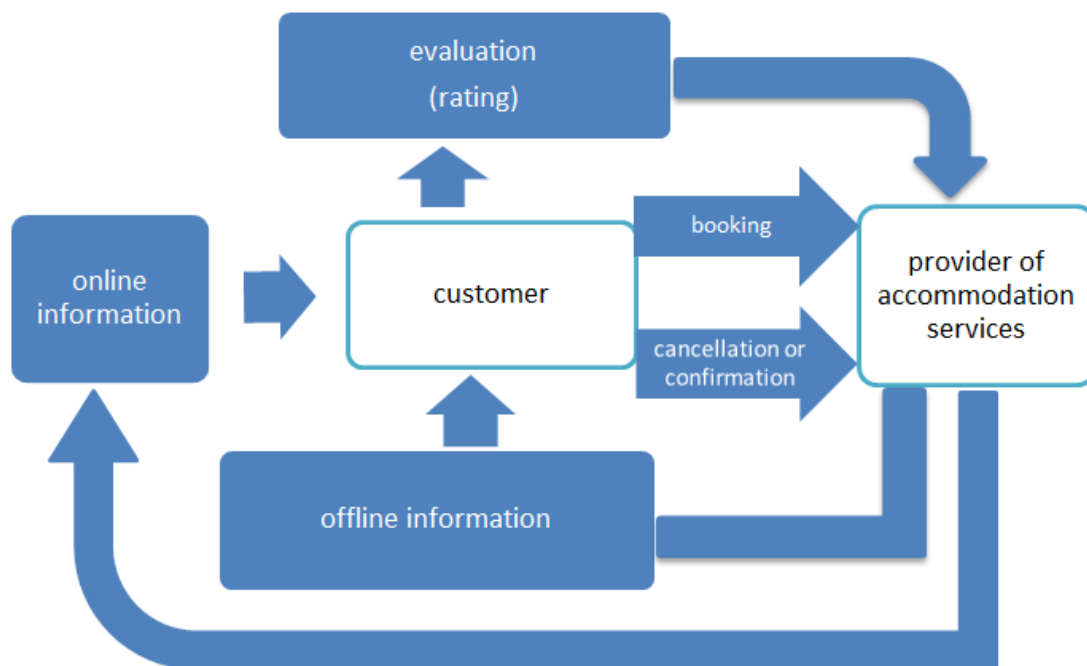 evaluation
(rating)
booking
online
information
customer
provider of
accommodation
services
cancellation or
confirmation
offline information